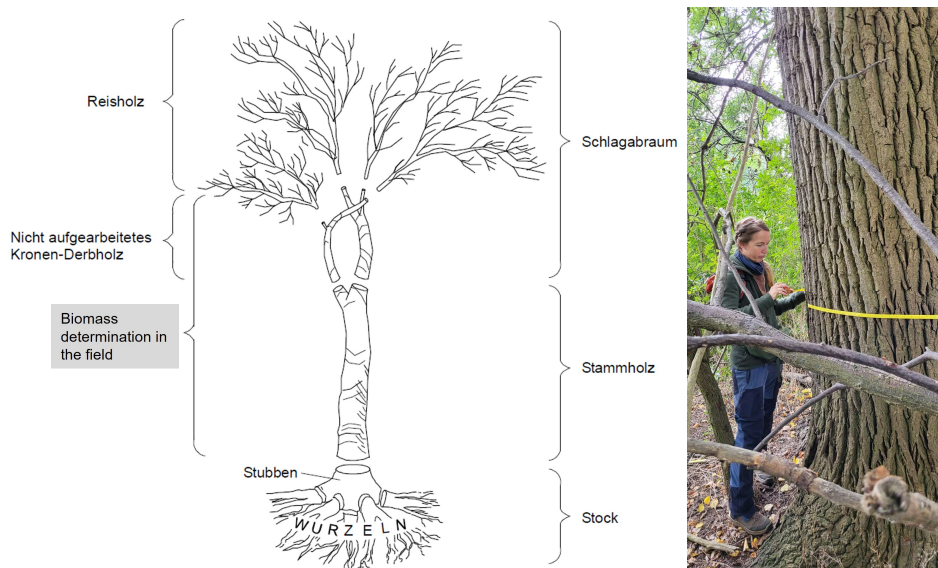 Reisholz
Schlagabraum
Nicht aufgearbeitetes
Kronen-Derbholz
Biomass
determination in
the field
Stammholz
Stubben
WURZELN
Stock